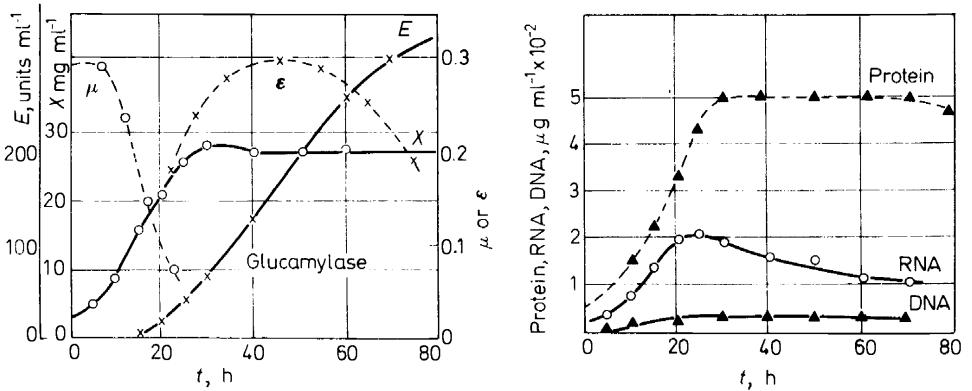 E, units ml⁻¹
X mg ml⁻¹
200
100
0
30
20
10
0
μ
ε
E
X
Glucamylase
0.3
0.2
0.1
0
μ or ε
0 20 40 60 80
t, h
Protein, RNA, DNA, μg ml⁻¹ x 10⁻²
5
4
3
2
1
Protein
RNA
DNA
0 20 40 60 80
t, h